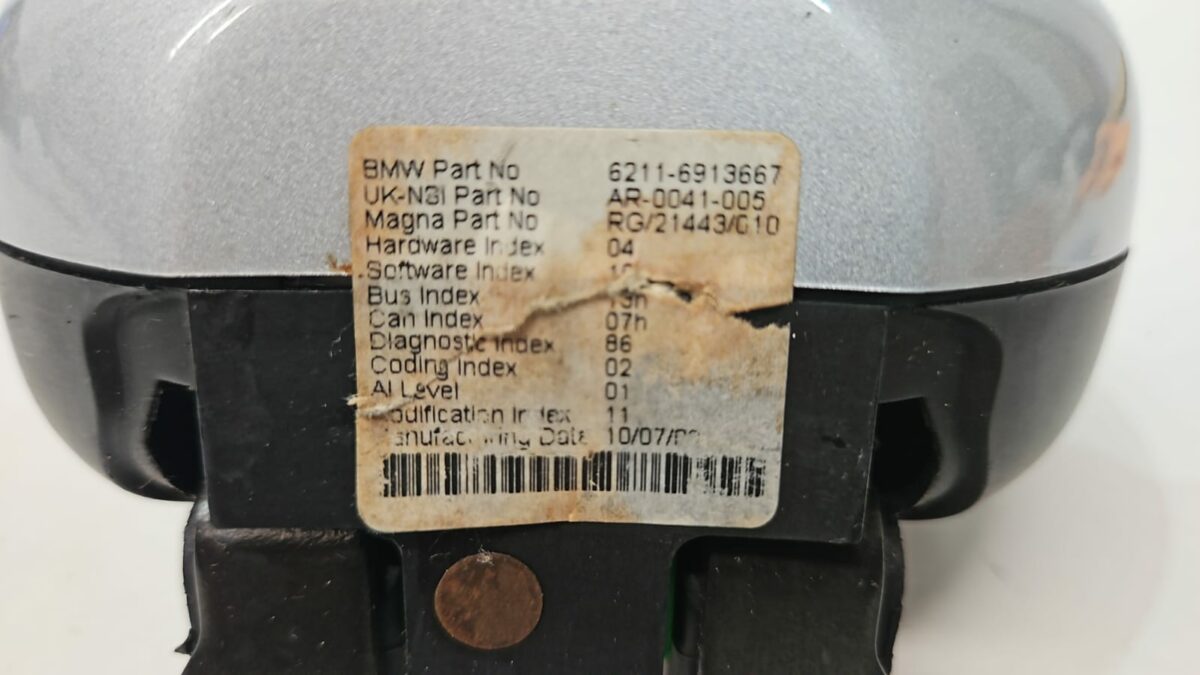 BMW Part No 6211-6913667
UK-NSI Part No AR-0041-005
Magna Part No RG/21443/010
Hardware Index 04
Software Index
Bus Index
Can Index 07h
Diagnostic Index 86
Coding Index 02
AI Level 01
Modification Index 11
Manufacturing Date